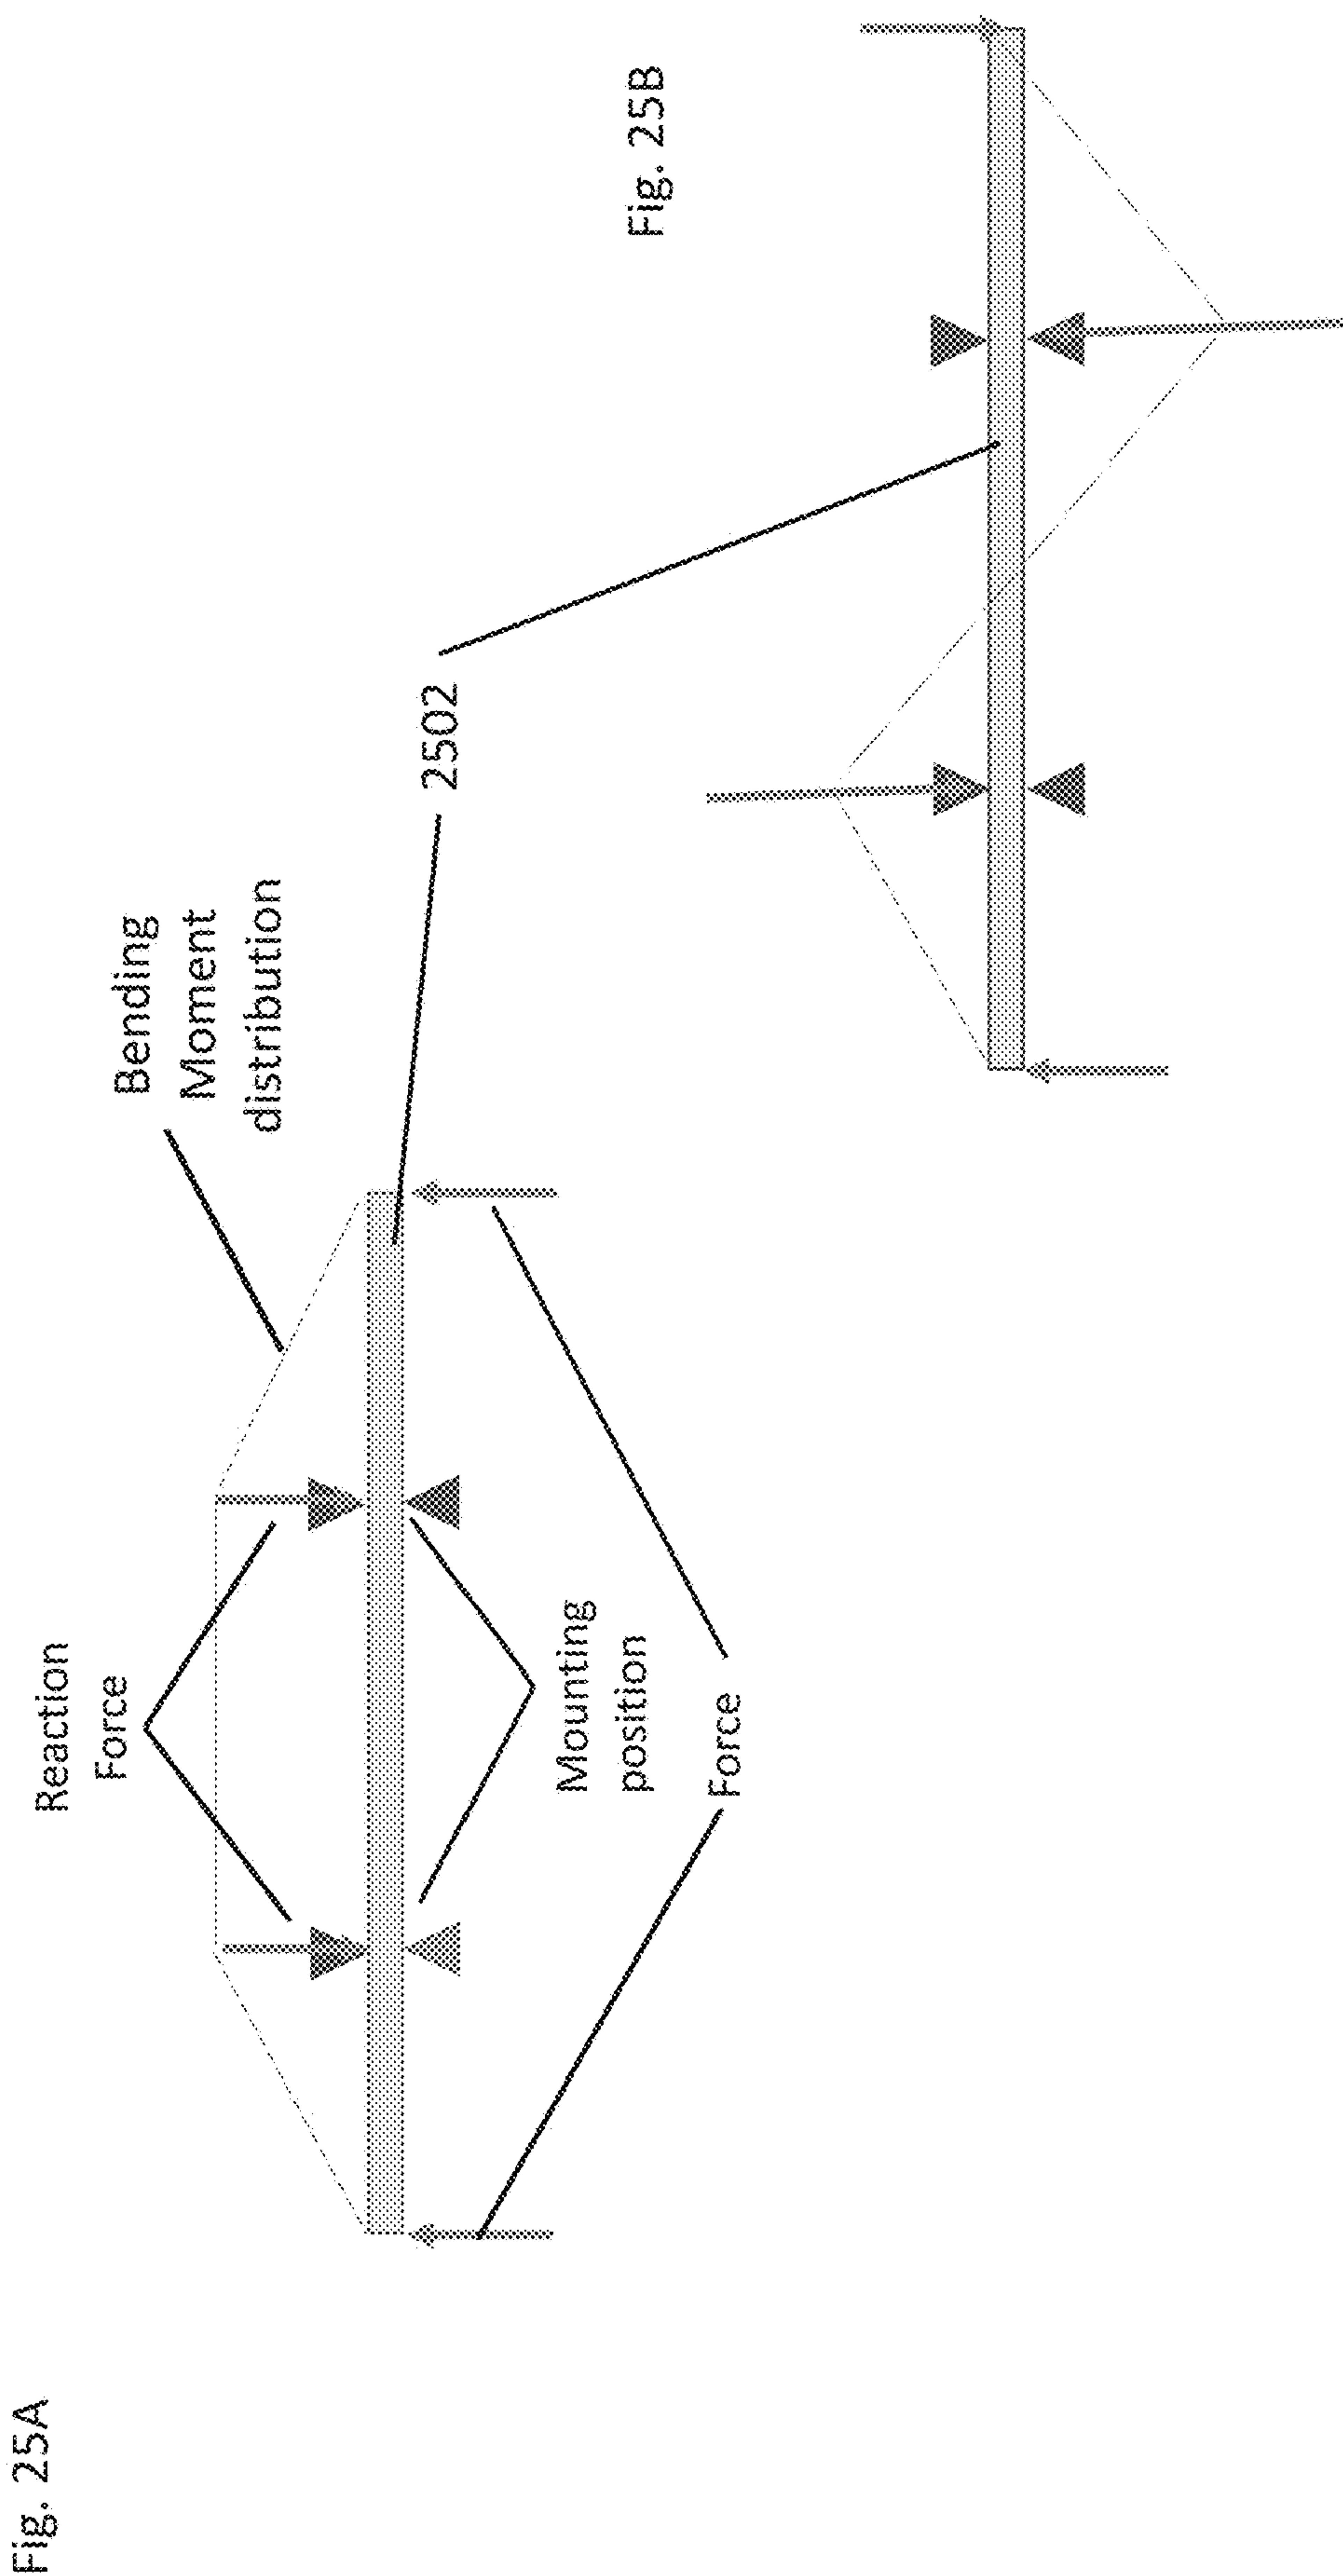 Fig. 25A
Reaction
Force
Bending
Moment
distribution
Mounting
position
Force
2502
Fig. 25B